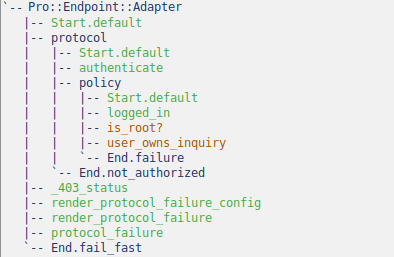 `-- Pro::Endpoint::Adapter
   |-- Start.default
   |-- protocol
   |   |-- Start.default
   |   |-- authenticate
   |   |-- policy
   |   |   |-- Start.default
   |   |   |-- logged_in
   |   |   |-- is_root?
   |   |   |-- user_owns_inquiry
   |   |   `-- End.failure
   |   `-- End.not_authorized
   |-- _403_status
   |-- render_protocol_failure_config
   |-- render_protocol_failure
   |-- protocol_failure
   `-- End.fail_fast